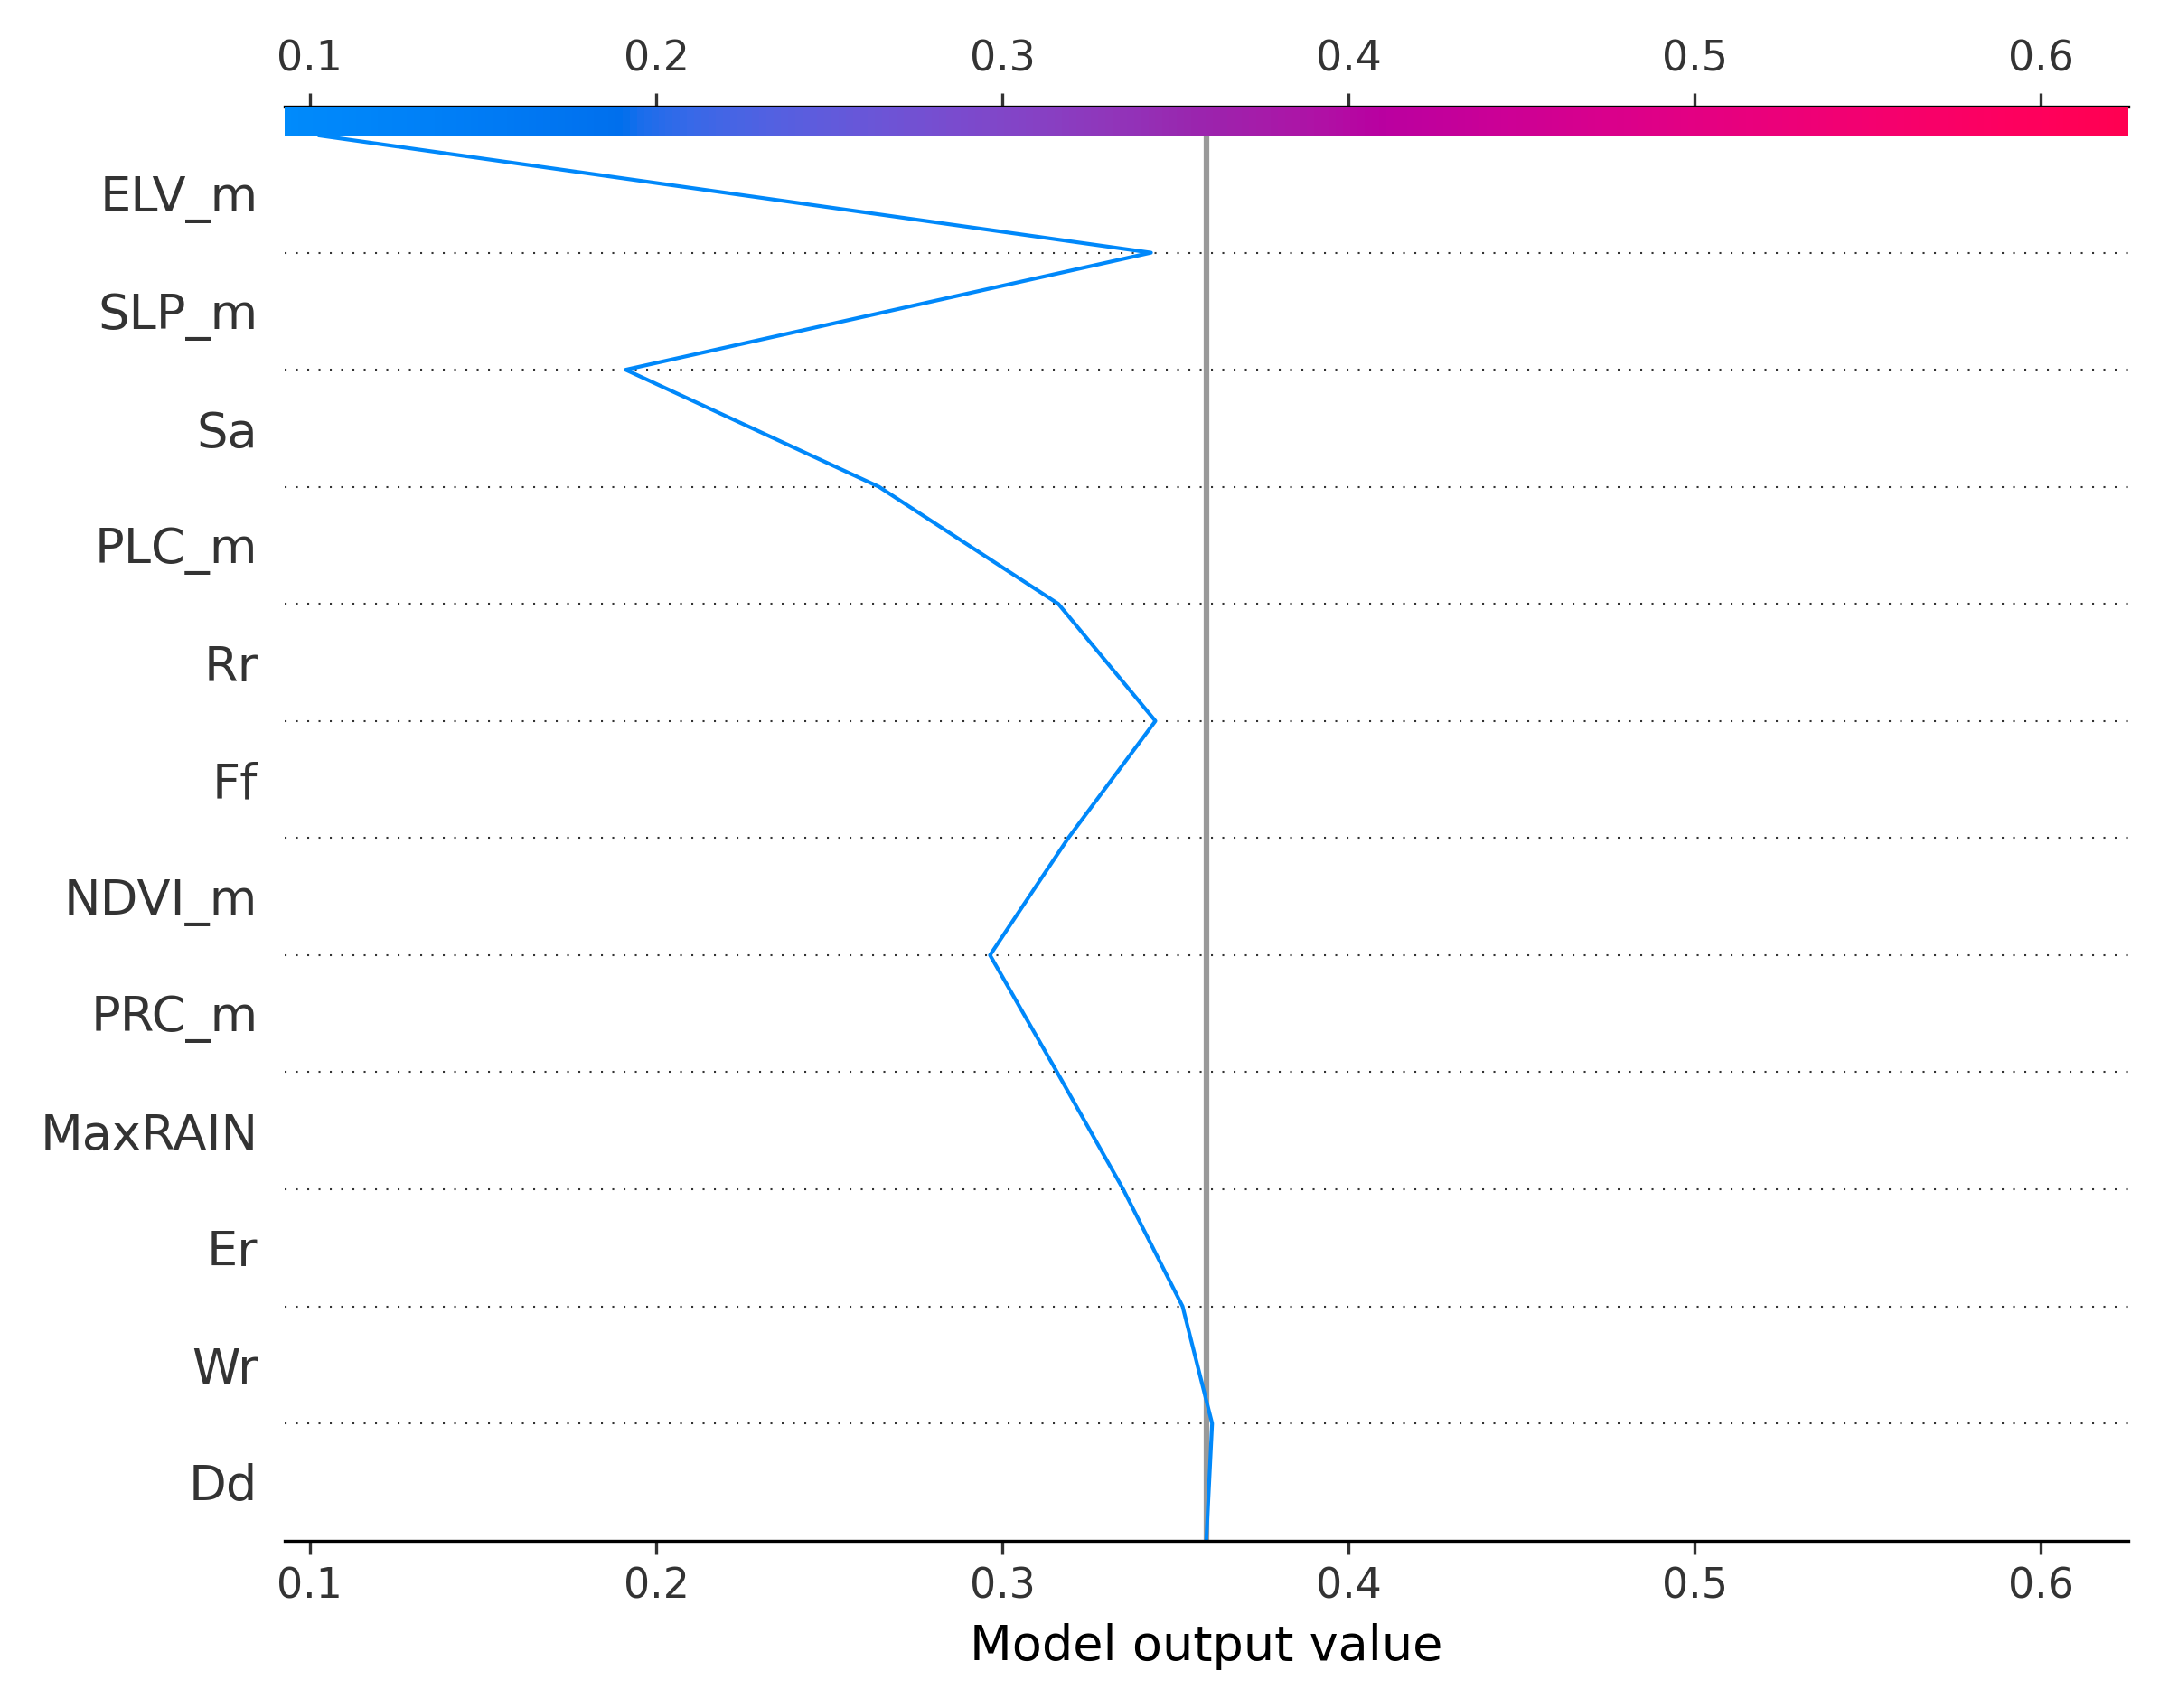 0.1 0.2 0.3 0.4 0.5 0.6
ELV_m
SLP_m
Sa
PLC_m
Rr
Ff
NDVI_m
PRC_m
MaxRAIN
Er
Wr
Dd
0.1 0.2 0.3 0.4 0.5 0.6
Model output value